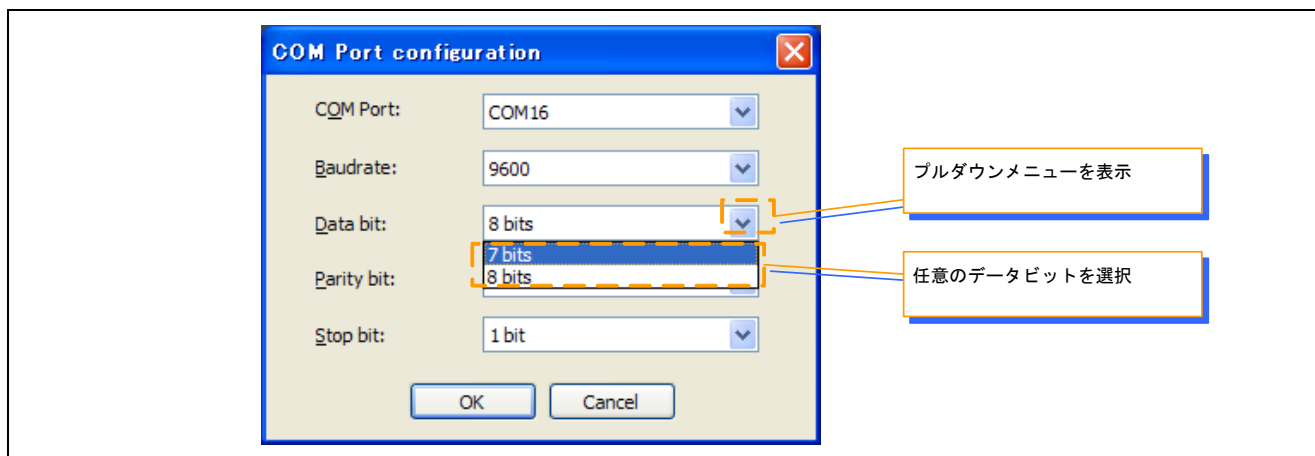 COM Port configuration
COM Port: COM16
Baudrate: 9600
プルダウンメニューを表示
Data bit: 8 bits
7 bits
8 bits
任意のデータビットを選択
Parity bit:
Stop bit: 1 bit
OK Cancel